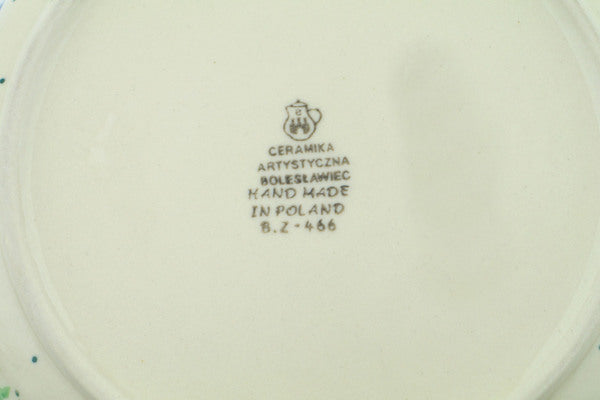 CERAMIKA
ARTYSTYCZNA
BOLESŁAWIEC
HAND MADE
IN POLAND
B.Z-466